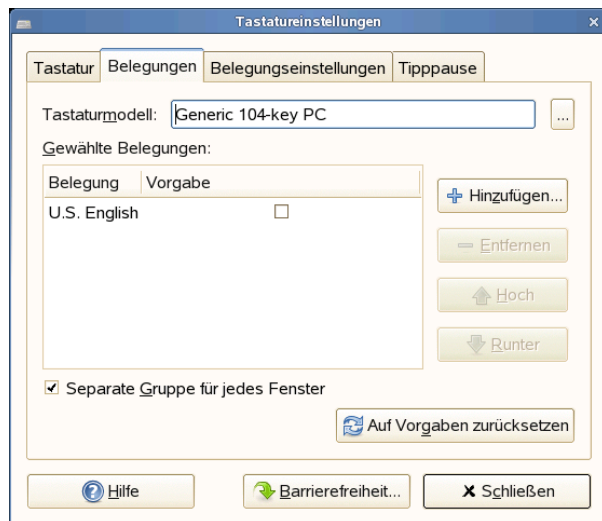 Tastatureinstellungen
Tastatur Belegungen Belegungseinstellungen Tipppause
Tastaturmodell: Generic 104-key PC ...
Gewählte Belegungen:
Belegung Vorgabe
U.S. English
Hinzufügen...
Entfernen
Hoch
Runter
Separate Gruppe für jedes Fenster
Auf Vorgaben zurücksetzen
Hilfe Barrierefreiheit... Schließen